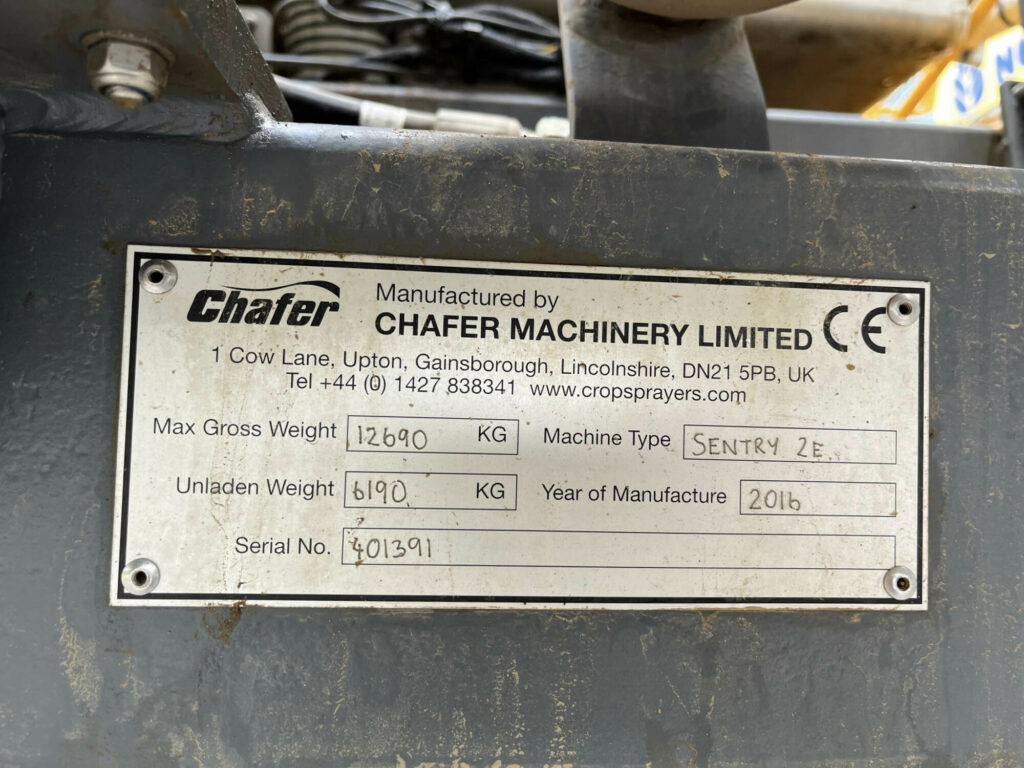 Chafer
Manufactured by
CHAFER MACHINERY LIMITED CE
1 Cow Lane, Upton, Gainsborough, Lincolnshire, DN21 5PB, UK
Tel +44 (0) 1427 838341 www.cropsprayers.com
Max Gross Weight 12690 KG Machine Type SENTRY 2E
Unladen Weight 6190 KG Year of Manufacture 2016
Serial No. 401391